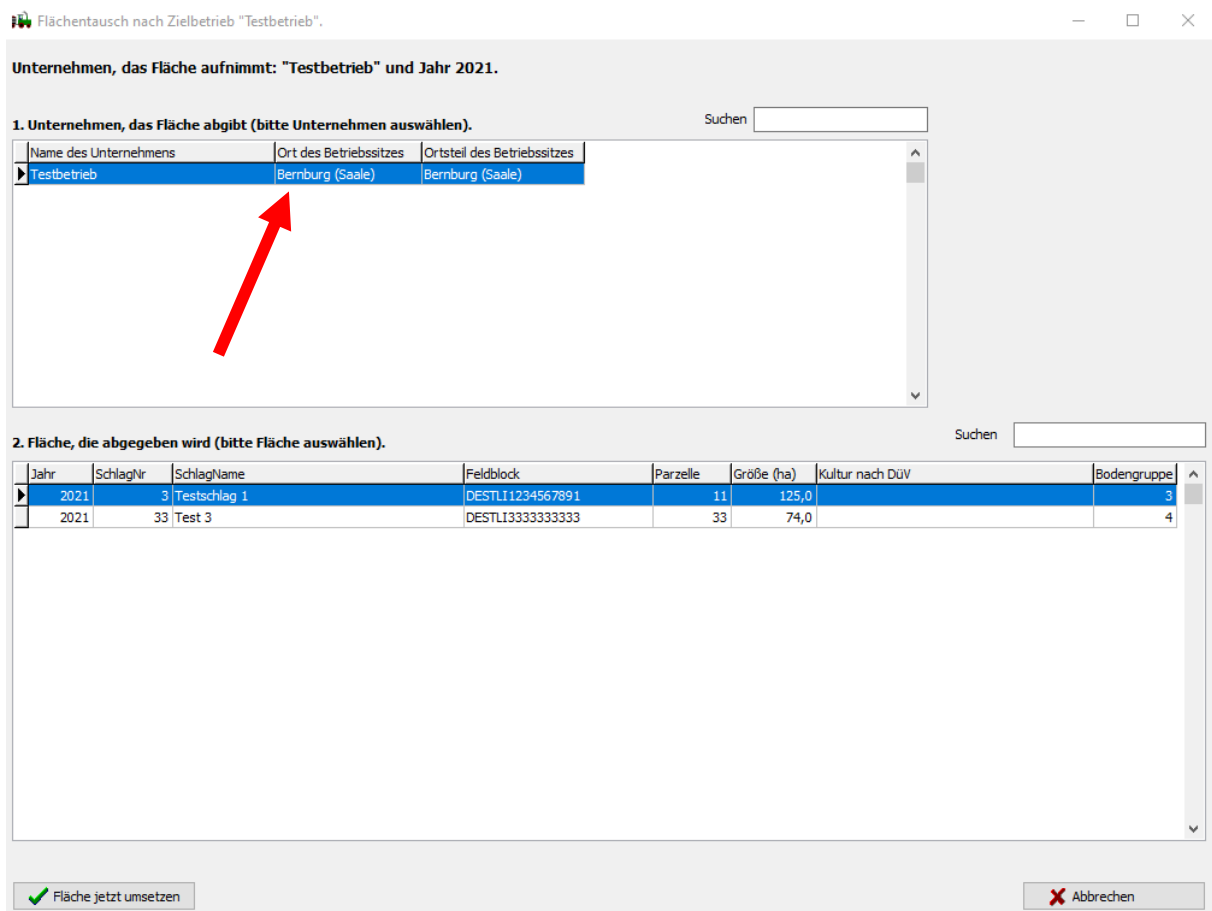 Flächentausch nach Zielbetrieb "Testbetrieb".
Unternehmen, das Fläche aufnimmt: "Testbetrieb" und Jahr 2021.
1. Unternehmen, das Fläche abgibt (bitte Unternehmen auswählen). Suchen
Name des Unternehmens Ort des Betriebssitzes Ortsteil des Betriebssitzes
Testbetrieb Bernburg (Saale) Bernburg (Saale)
2. Fläche, die abgegeben wird (bitte Fläche auswählen). Suchen
Jahr SchlagNr SchlagName Feldblock Parzelle Größe (ha) Kultur nach DüV Bodengruppe
2021 3 Testschlag 1 DESTLI1234567891 11 125,0 3
2021 33 Test 3 DESTLI3333333333 33 74,0 4
Fläche jetzt umsetzen Abbrechen